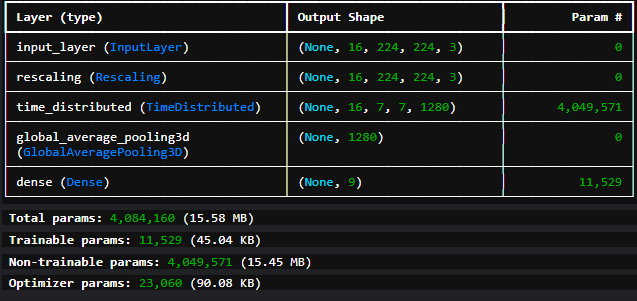 Layer (type) Output Shape Param #
input_layer (InputLayer) (None, 16, 224, 224, 3) 0
rescaling (Rescaling) (None, 16, 224, 224, 3) 0
time_distributed (TimeDistributed) (None, 16, 7, 7, 1280) 4,049,571
global_average_pooling3d (None, 1280) 0
(GlobalAveragePooling3D)
dense (Dense) (None, 9) 11,529
Total params: 4,084,160 (15.58 MB)
Trainable params: 11,529 (45.04 KB)
Non-trainable params: 4,049,571 (15.45 MB)
Optimizer params: 23,060 (90.08 KB)